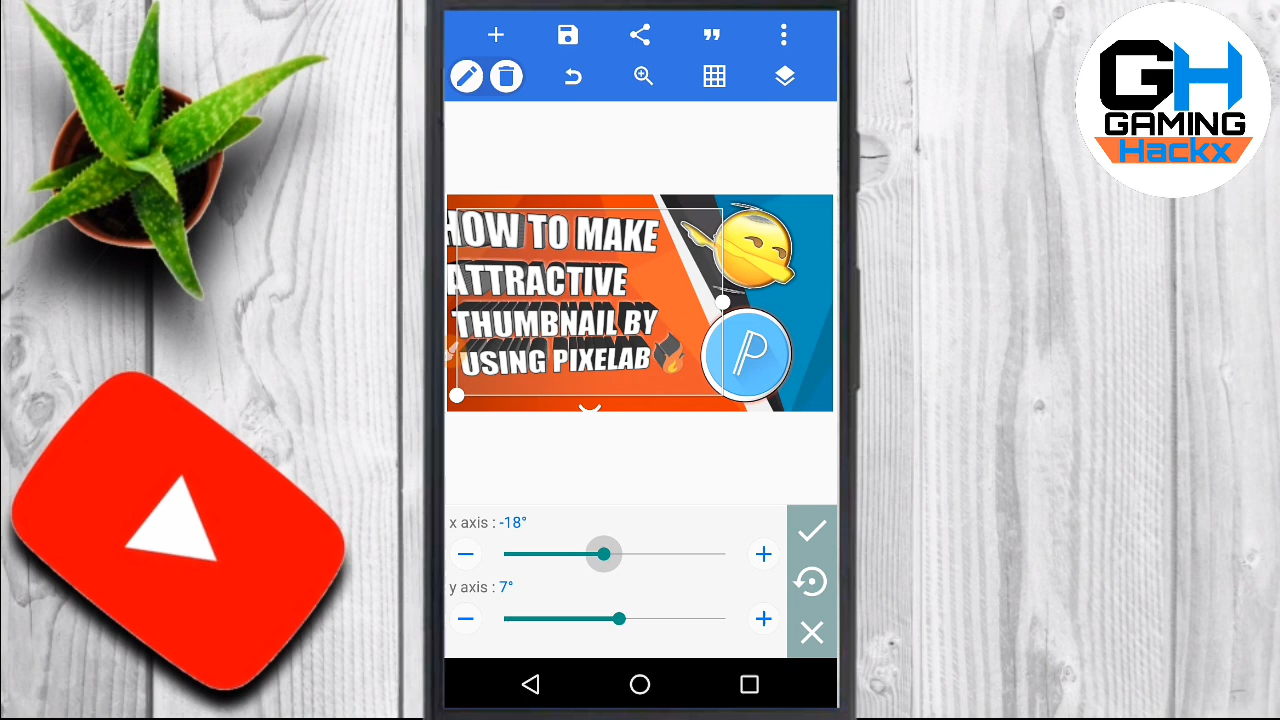 GH
GAMING
Hackx
HOW TO MAKE
ATTRACTIVE
THUMBNAIL BY
USING PIXELAB
P
x axis : -18°
y axis : 7°